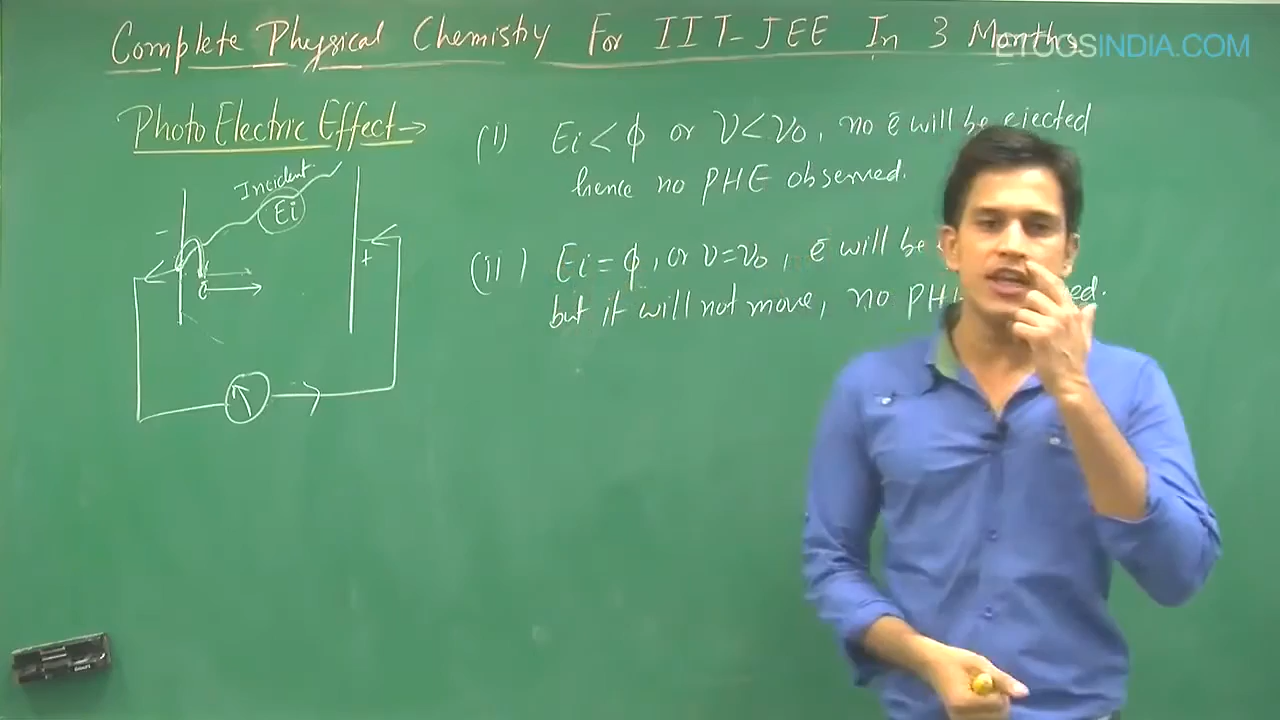 Complete Physical Chemistry For IIT-JEE In 3 Months
ETOOSINDIA.COM
Photo Electric Effect→
(i) Ei < ϕ or ν < ν₀, no ē will be ejected
hence no PHE observed.
Incident
Ei
-
+
e
(ii) Ei = ϕ, or ν = ν₀, ē will be
but it will not move, no PHE